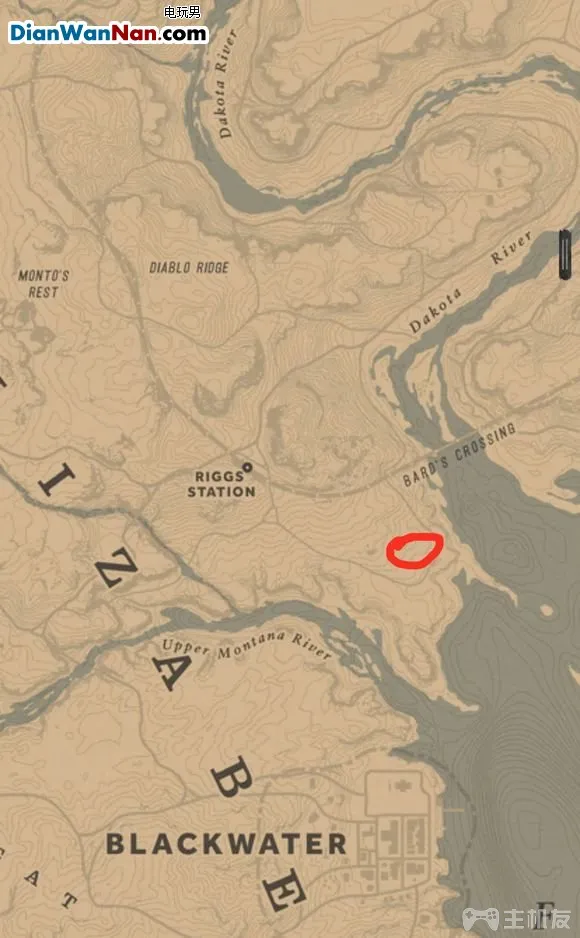 电玩男
DianWanNan.com
Dakota River
MONTO'S
REST
DIABLO RIDGE
Dakota River
BARD'S CROSSING
RIGGS
STATION
I
Z
A
B
E
Upper Montana River
BLACKWATER
CAT
F
主机友